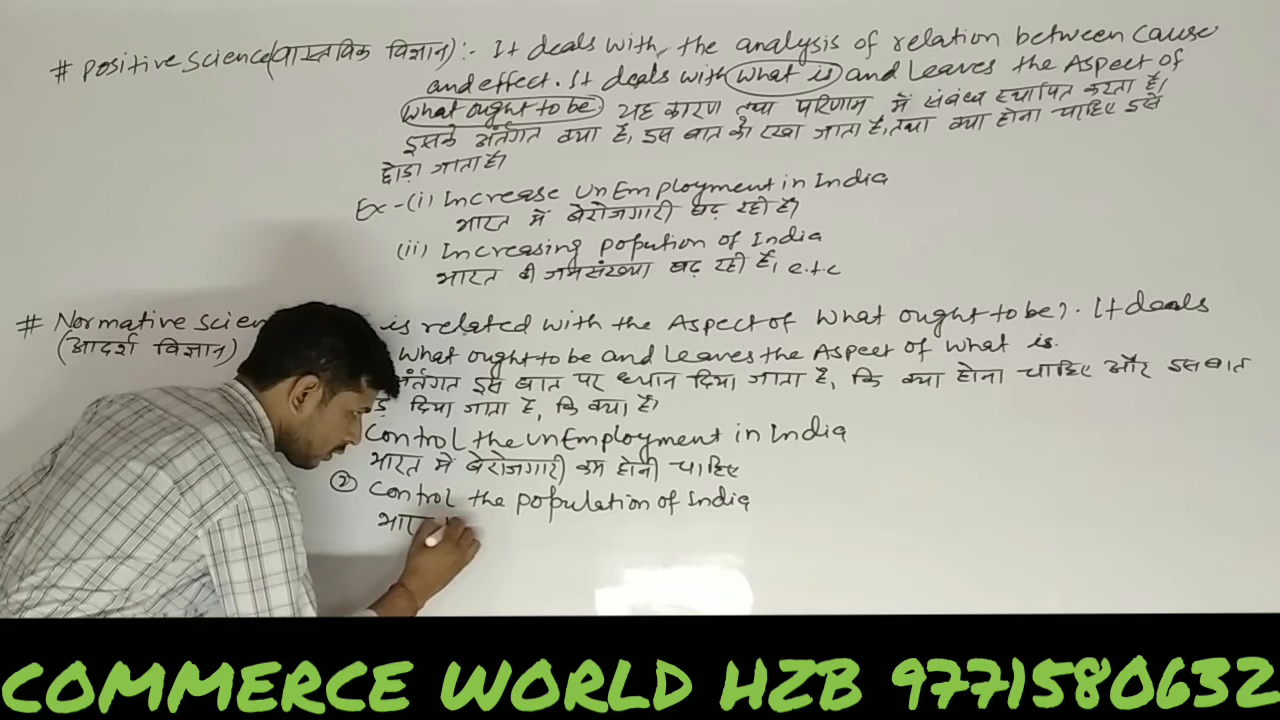 # Positive Science (वास्तविक विज्ञान) :- It deals with the analysis of relation between cause
and effect. It deals with what is and Leaves the Aspect of
what ought to be यह कारण तथा परिणाम में संबंध स्थापित करता है।
इसके अंर्तगत क्या है, इस बात को रखा जाता है, तथा क्या होना चाहिए इसे
छोड़ा जाता है।
Ex-(i) Increase UnEmployment in India
भारत में बेरोजगारी बढ़ रही है।
(ii) Increasing popution of India
भारत की जनसंख्या बढ़ रही है, e.t.c
# Normative Scien is related with the Aspect of what ought to be?. It deals
(आदर्श विज्ञान) what ought to be and Leaves the Aspect of what is.
अंर्तगत इस बात पर ध्यान दिया जाता है, कि क्या होना चाहिए और इस बात
दिया जाता है, कि क्या है।
Control the UnEmployment in India
भारत में बेरोजगारी कम होनी चाहिए
② Control the population of India
भार
COMMERCE WORLD HZB 9771580632